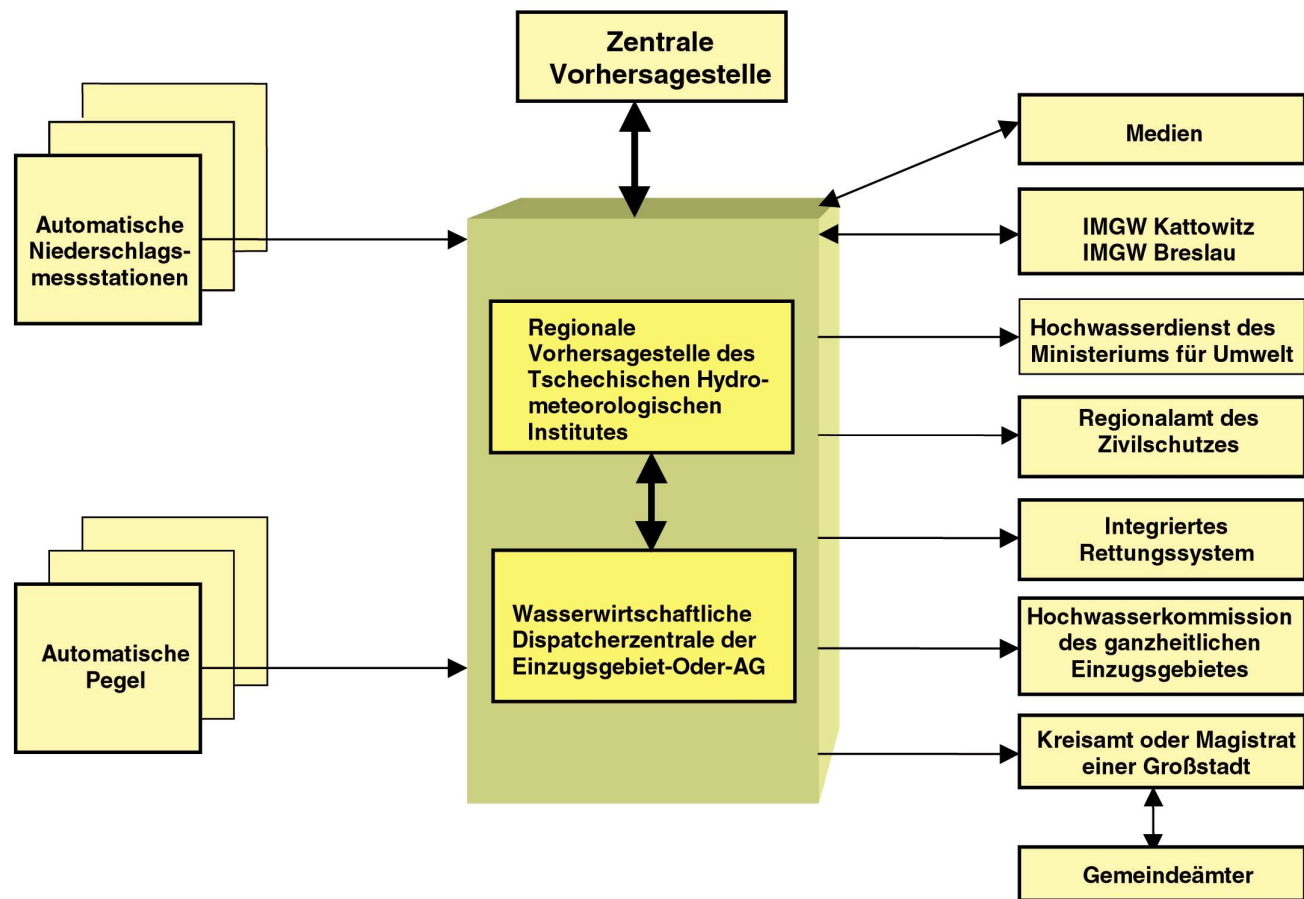 Zentrale
Vorhersagestelle
Automatische
Niederschlags-
messstationen
Automatische
Pegel
Regionale
Vorhersagestelle des
Tschechischen Hydro-
meteorologischen
Institutes
Wasserwirtschaftliche
Dispatcherzentrale der
Einzugsgebiet-Oder-AG
Medien
IMGW Kattowitz
IMGW Breslau
Hochwasserdienst des
Ministeriums für Umwelt
Regionalamt des
Zivilschutzes
Integriertes
Rettungssystem
Hochwasserkommission
des ganzheitlichen
Einzugsgebietes
Kreisamt oder Magistrat
einer Großstadt
Gemeindeämter